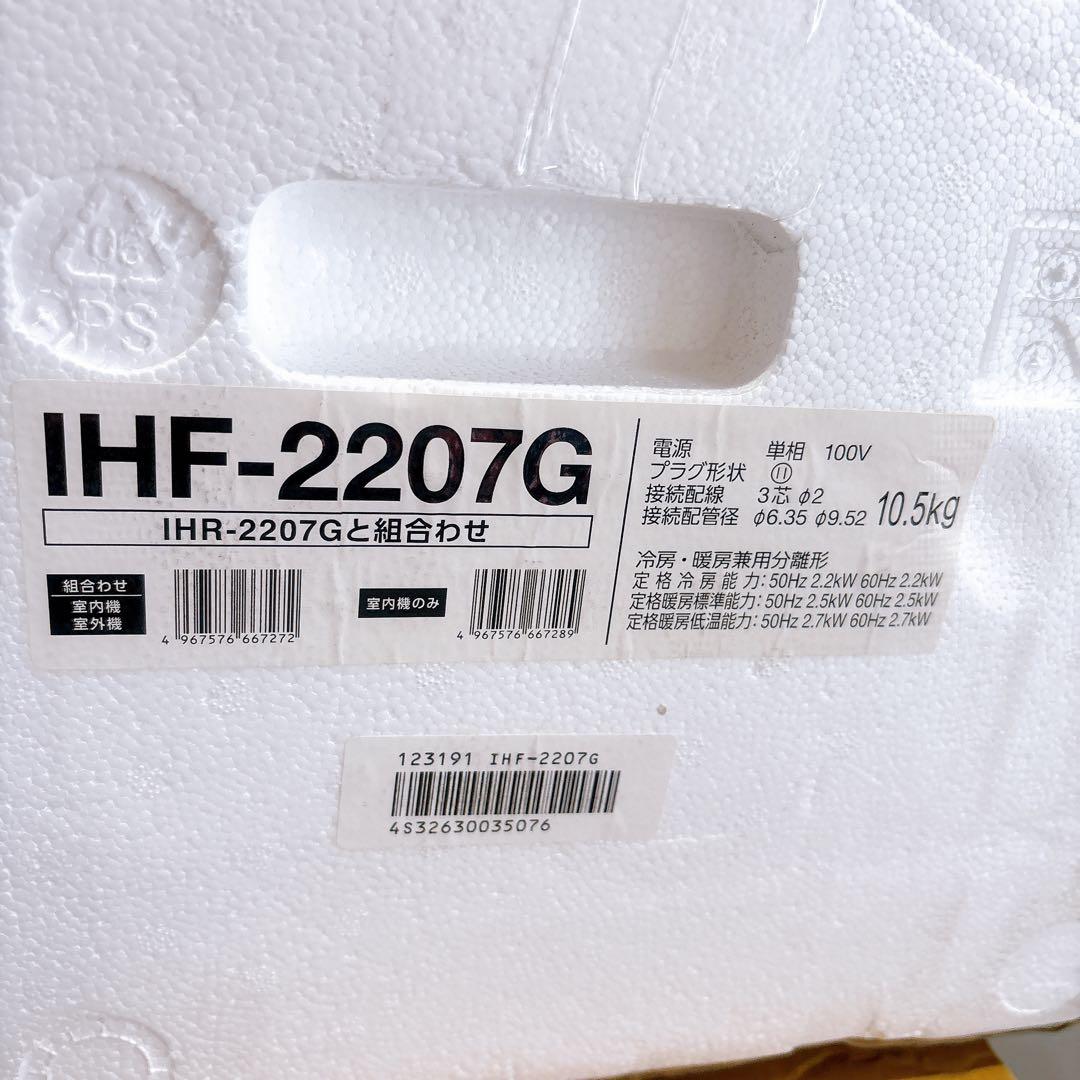 06
PS
IHF-2207G
IHR-2207Gと組合わせ
組合わせ
室内機
室外機
4 967576 667272
室内機のみ
4 967576 667289
電源 単相 100V
プラグ形状
接続配線 3芯 φ2
接続配管径 φ6.35 φ9.52
10.5kg
冷房・暖房兼用分離形
定格冷房能力:50Hz 2.2kW 60Hz 2.2kW
定格暖房標準能力:50Hz 2.5kW 60Hz 2.5kW
定格暖房低温能力:50Hz 2.7kW 60Hz 2.7kW
123191 IHF-2207G
4S32630035076